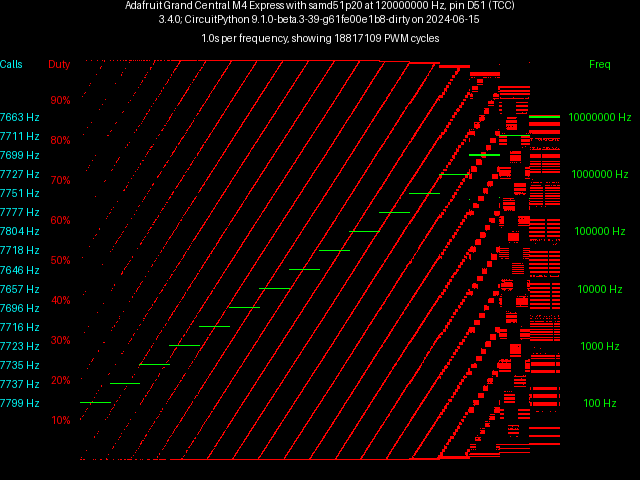 Adafruit Grand Central M4 Express with samd51p20 at 120000000 Hz, pin D51 (TCC)
3.4.0; CircuitPython 9.1.0-beta.3-39-g61fe00e1b8-dirty on 2024-06-15
1.0s per frequency, showing 18817109 PWM cycles
Calls Duty Freq
90%
7663 Hz 10000000 Hz
7711 Hz 80%
7699 Hz
7727 Hz 70% 1000000 Hz
7751 Hz
7777 Hz 60%
7804 Hz 100000 Hz
7718 Hz 50%
7646 Hz
7657 Hz 40% 10000 Hz
7696 Hz
7716 Hz 30%
7723 Hz 1000 Hz
7735 Hz 20%
7737 Hz
7799 Hz 100 Hz
10%